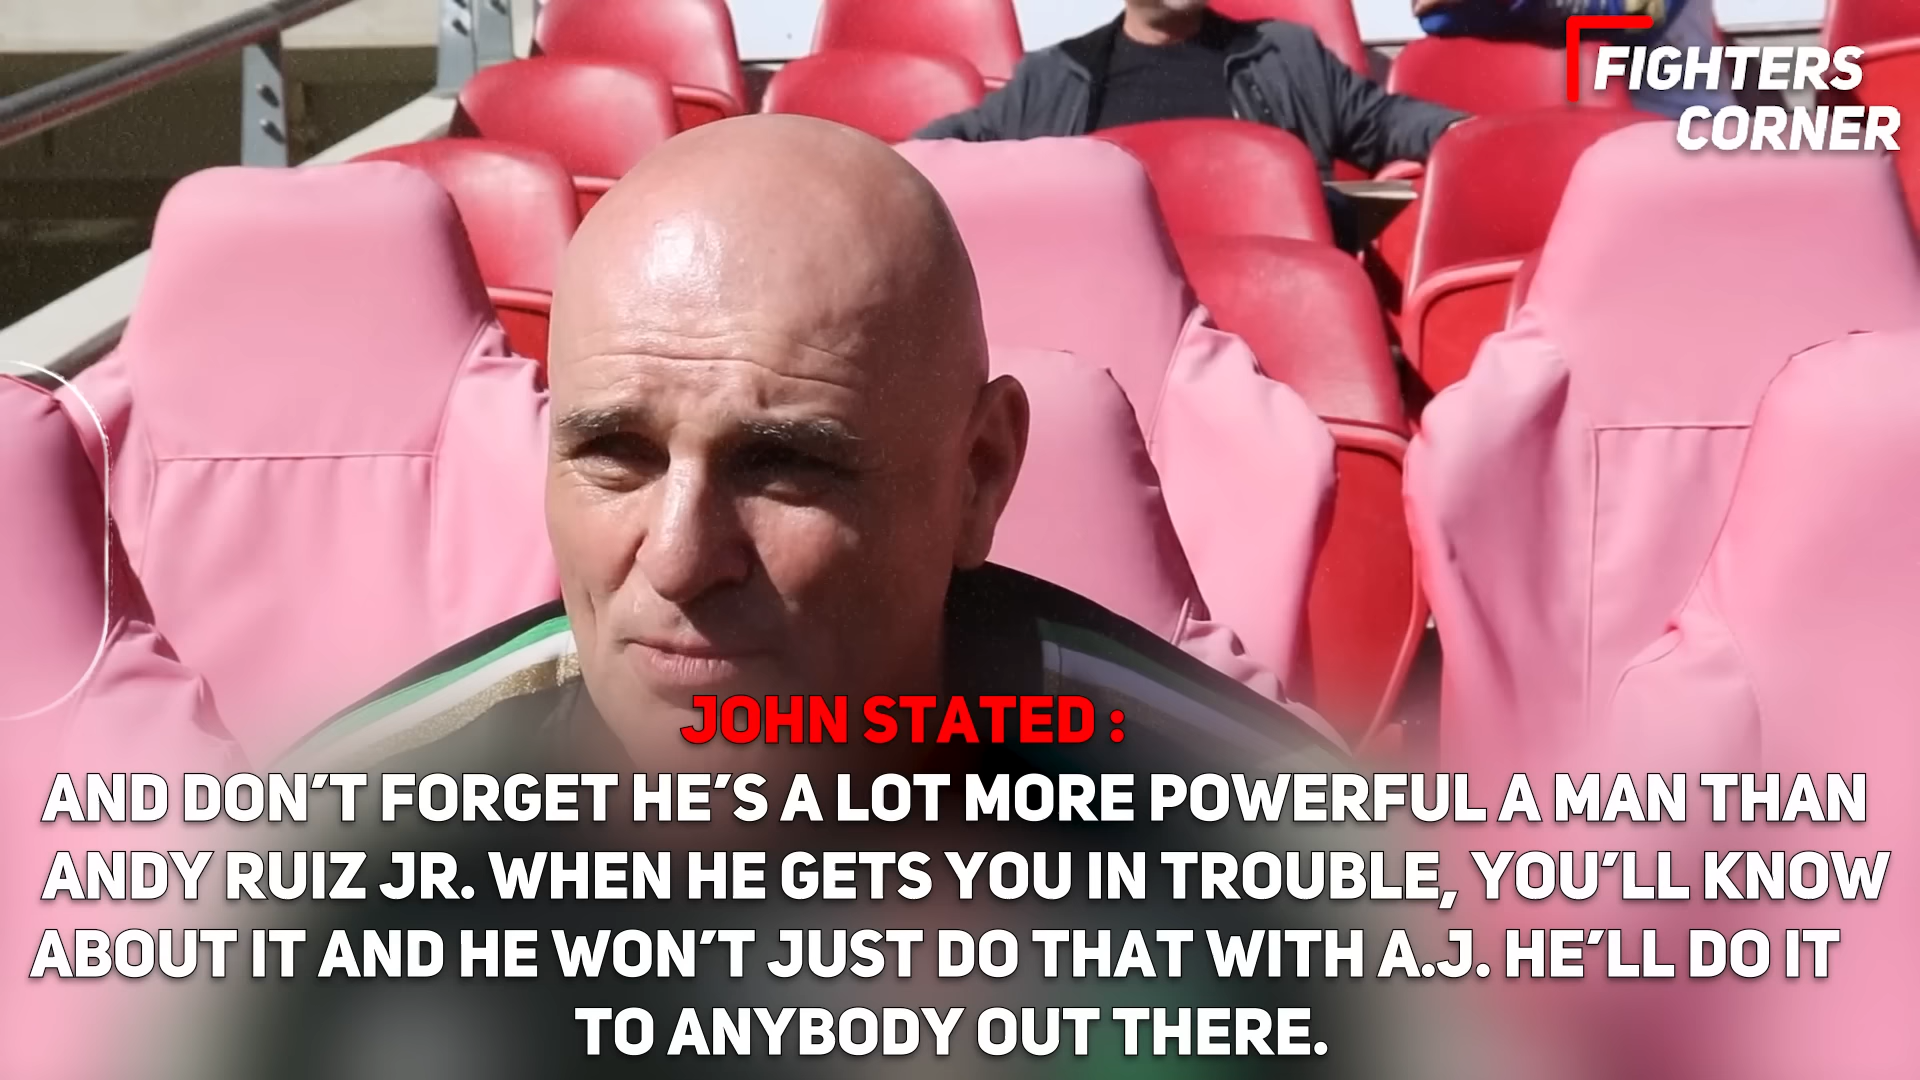 FIGHTERS
CORNER
JOHN STATED :
AND DON'T FORGET HE'S A LOT MORE POWERFUL A MAN THAN
ANDY RUIZ JR. WHEN HE GETS YOU IN TROUBLE, YOU'LL KNOW
ABOUT IT AND HE WON'T JUST DO THAT WITH A.J. HE'LL DO IT
TO ANYBODY OUT THERE.